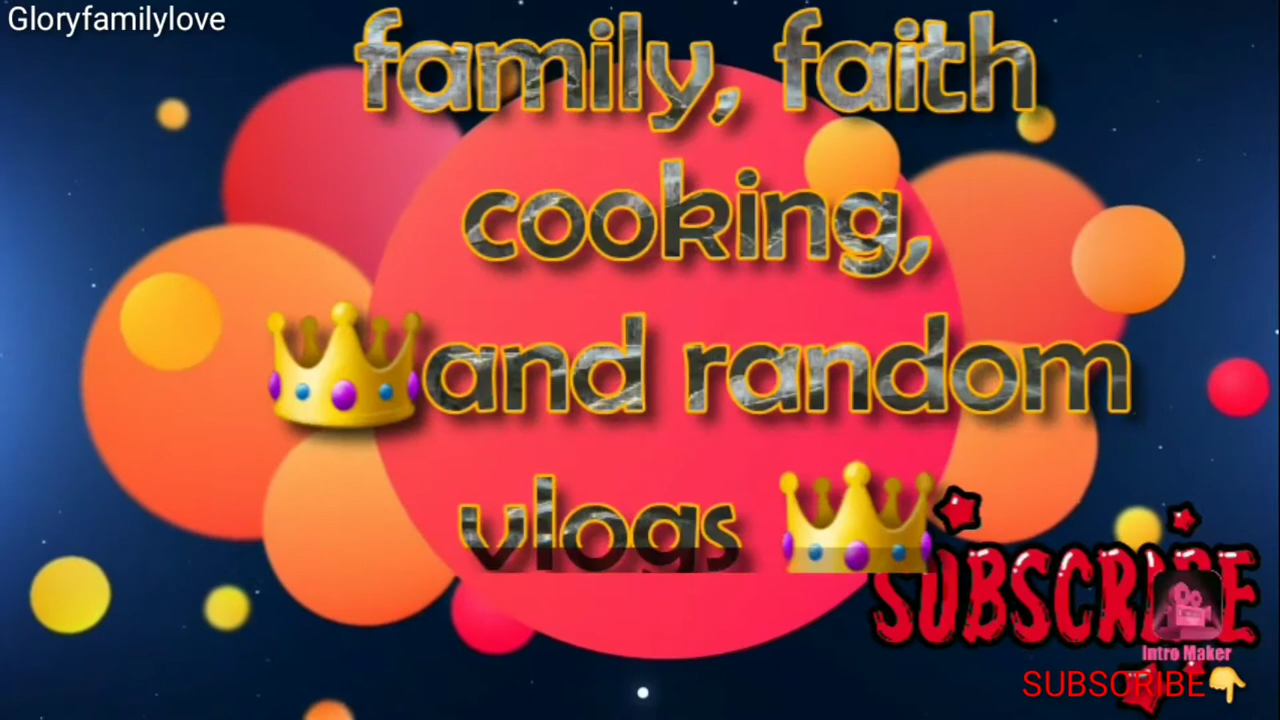 Gloryfamilylove
family, faith
cooking,
👑and random
vlogs 👑
SUBSCRIBE
Intro Maker
SUBSCRIBE👇